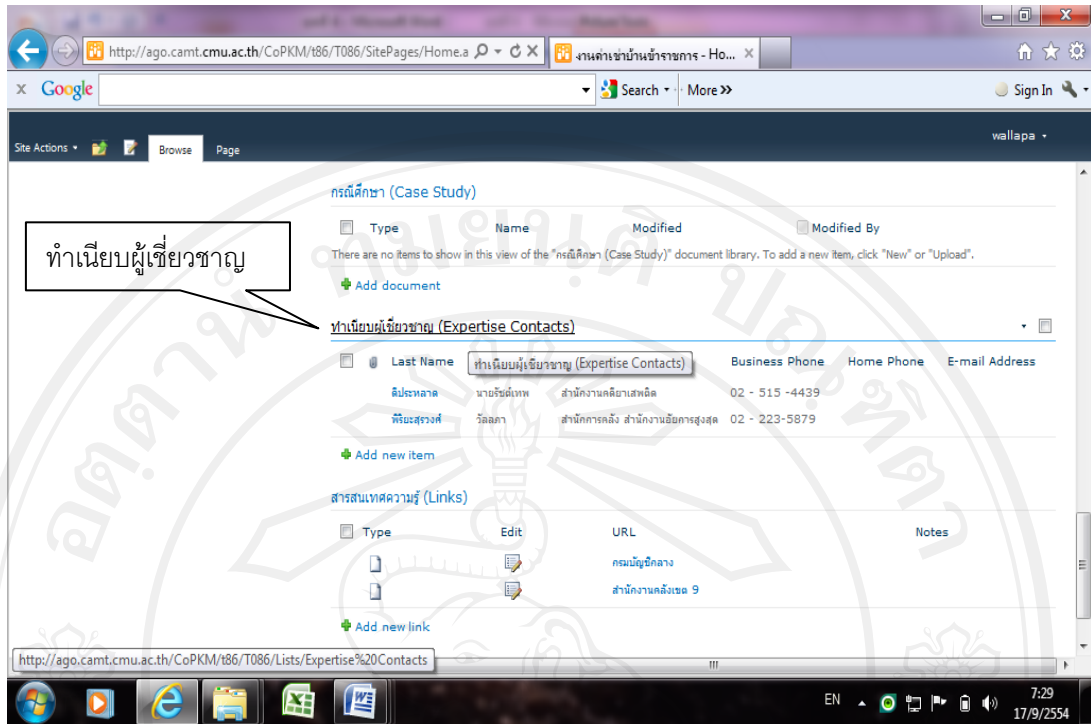 http://ago.camt.cmu.ac.th/CoPKM/t86/T086/SitePages/Home.a
งานค่าเช่าบ้านข้าราชการ - Ho...
x Google Search More >> Sign In
Site Actions Browse Page wallapa
กรณีศึกษา (Case Study)
Type Name Modified Modified By
There are no items to show in this view of the "กรณีศึกษา (Case Study)" document library. To add a new item, click "New" or "Upload".
Add document
ทำเนียบผู้เชี่ยวชาญ
ทำเนียบผู้เชี่ยวชาญ (Expertise Contacts)
Last Name ทำเนียบผู้เชี่ยวชาญ (Expertise Contacts) Business Phone Home Phone E-mail Address
ดีประหลาด นายรัชต์เทพ สำนักงานคดียาเสพติด 02 - 515 -4439
พิริยะสุรวงศ์ วัลลภา สำนักการคลัง สำนักงานอัยการสูงสุด 02 - 223-5879
Add new item
สารสนเทศความรู้ (Links)
Type Edit URL Notes
กรมบัญชีกลาง
สำนักงานคลังเขต 9
Add new link
http://ago.camt.cmu.ac.th/CoPKM/t86/T086/Lists/Expertise%20Contacts
EN 7:29
17/9/2554